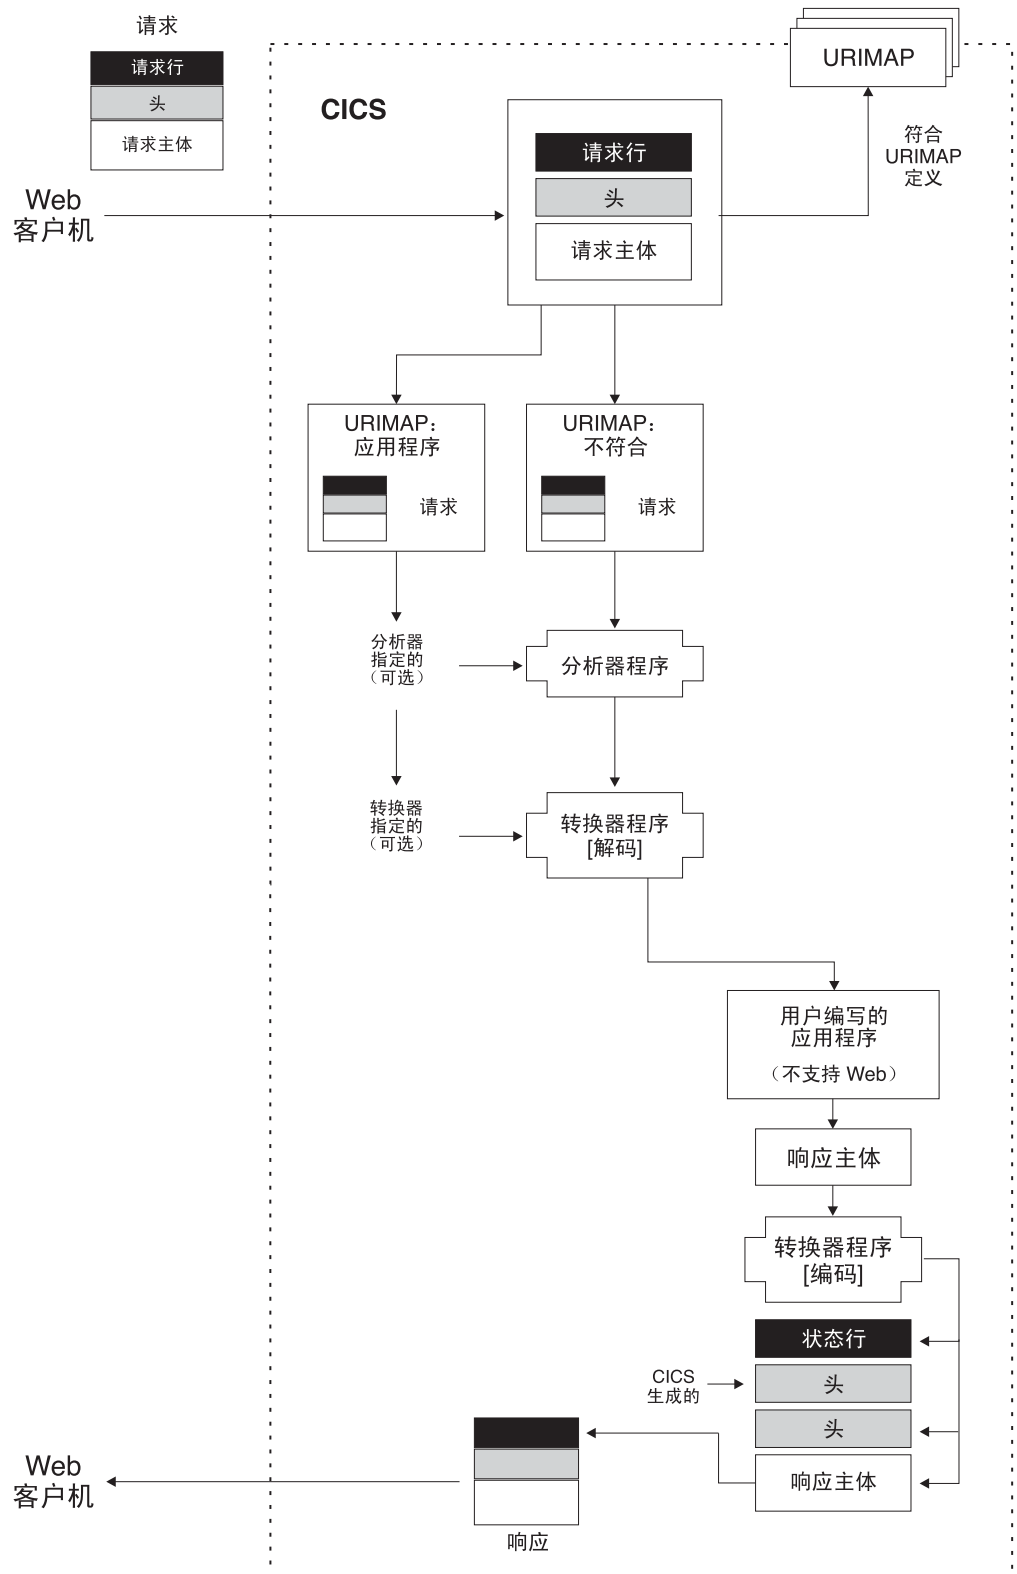 请求
请求行
头
请求主体
URIMAP
CICS
请求行
头
请求主体
符合
URIMAP
定义
Web
客户机
URIMAP：
应用程序
请求
URIMAP：
不符合
请求
分析器
指定的
（可选）
分析器程序
转换器
指定的
（可选）
转换器程序
[解码]
用户编写的
应用程序
（不支持 Web）
响应主体
转换器程序
[编码]
状态行
CICS
生成的
头
头
响应主体
Web
客户机
响应